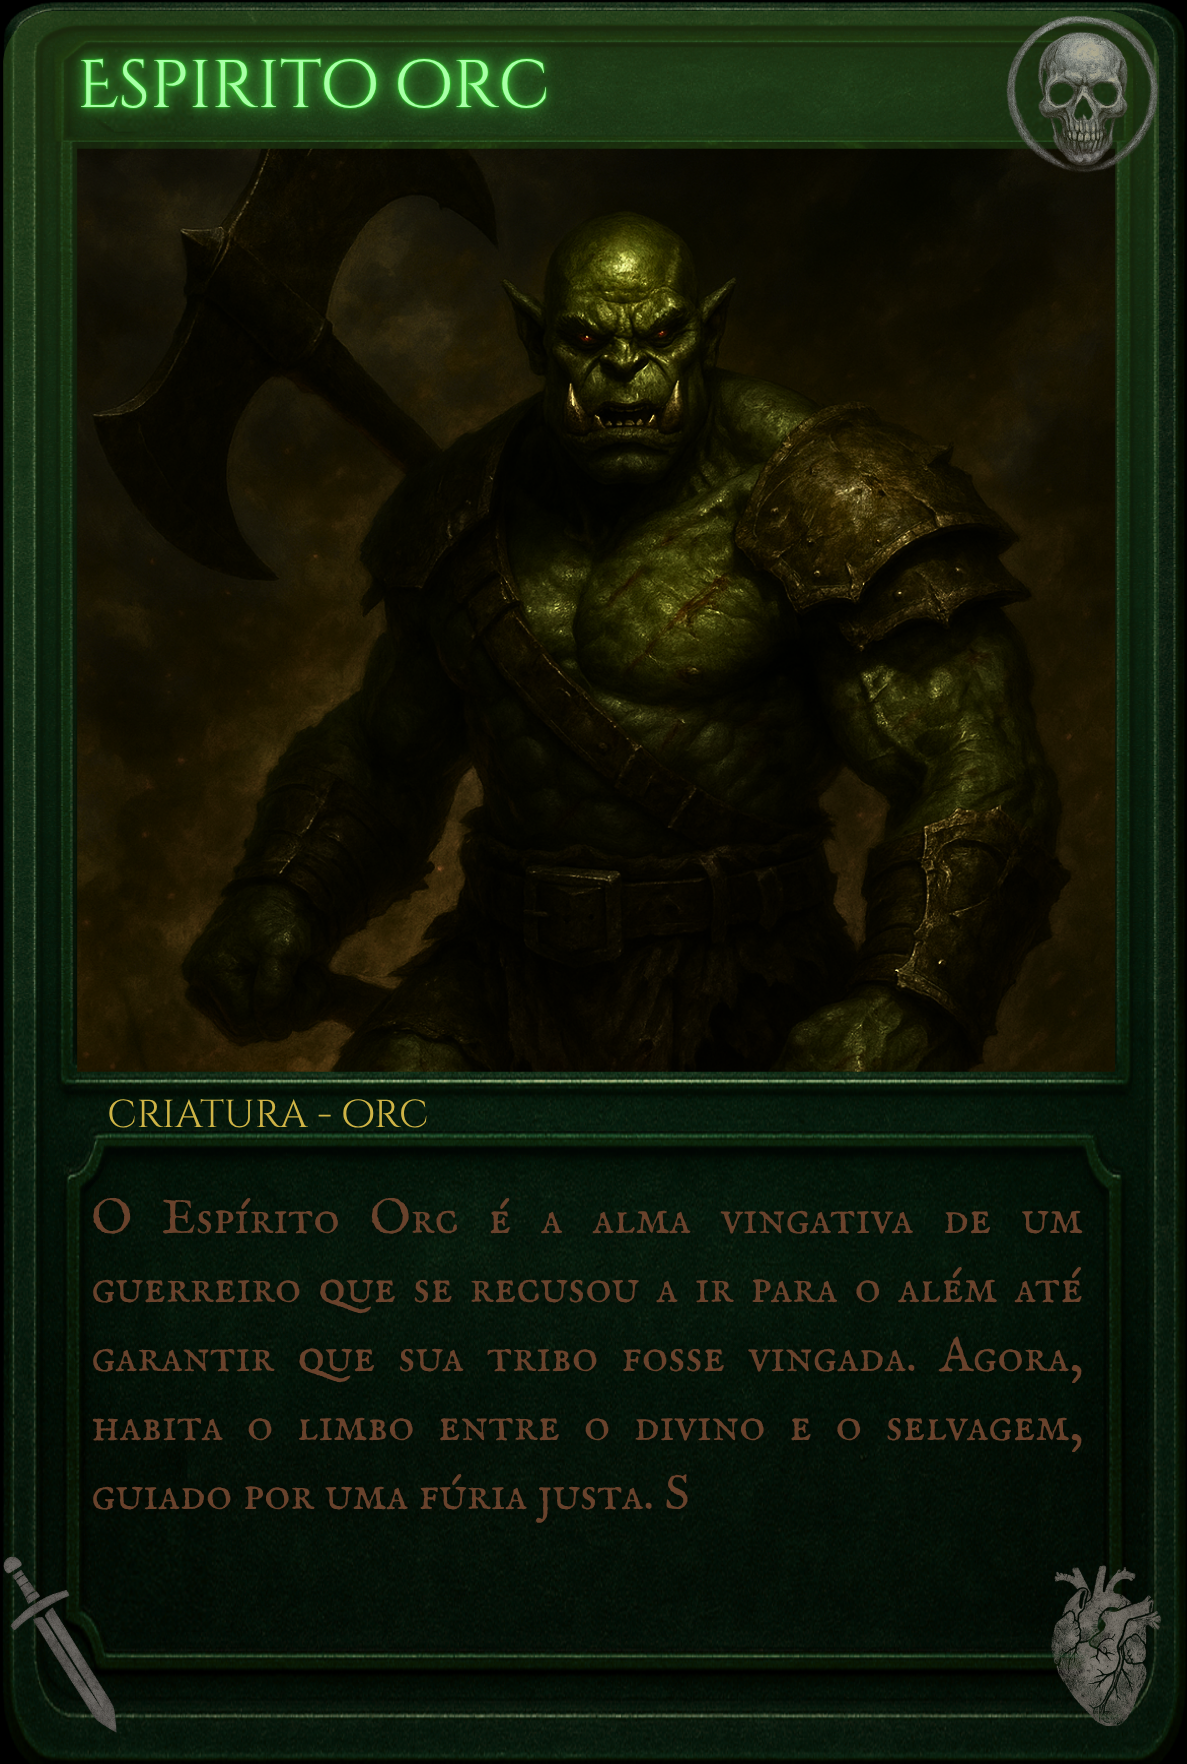 Espirito Orc
Criatura - Orc
O Espírito Orc é a alma vingativa de um
guerreiro que se recusou a ir para o além até
garantir que sua tribo fosse vingada. Agora,
habita o limbo entre o divino e o selvagem,
guiado por uma fúria justa. S